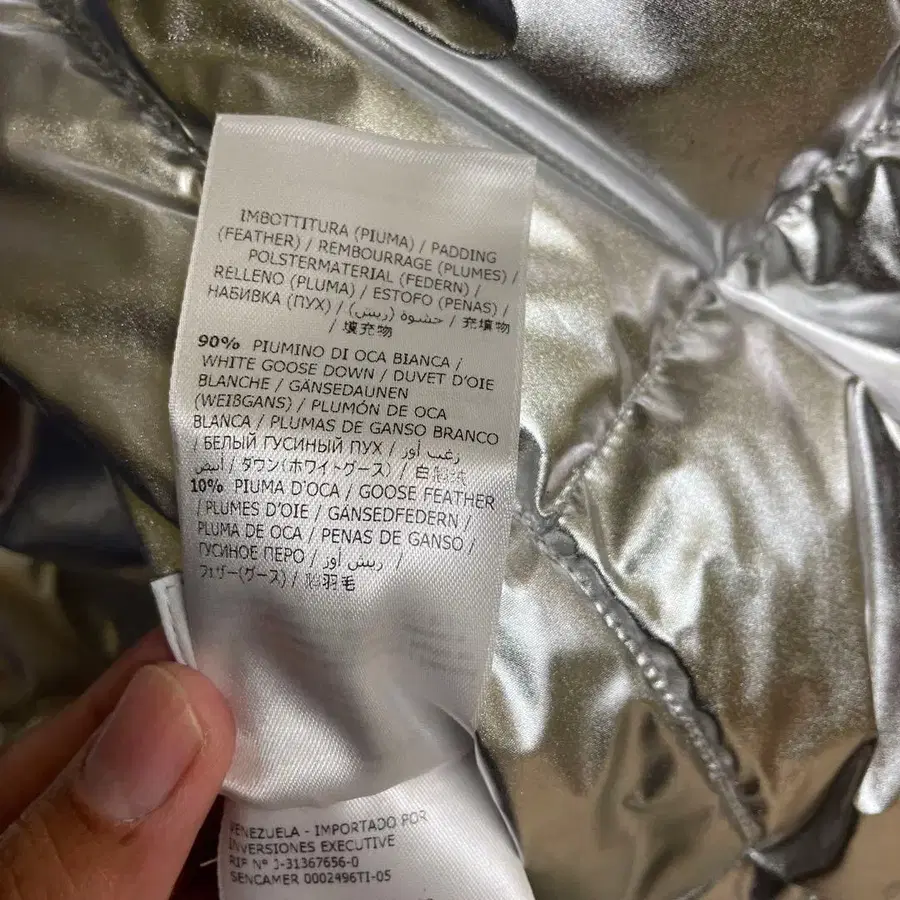 IMBOTTITURA (PIUMA) / PADDING
(FEATHER) / REMBOURRAGE (PLUMES) /
POLSTERMATERIAL (FEDERN) /
RELLENO (PLUMA) / ESTOFO (PENAS) /
НАБИВКА (ПУХ) / حشوة (ريش) / 充填物
/ 填充物
90% PIUMINO DI OCA BIANCA /
WHITE GOOSE DOWN / DUVET D'OIE
BLANCHE / GÄNSEDAUNEN
(WEIßGANS) / PLUMÓN DE OCA
BLANCA / PLUMAS DE GANSO BRANCO
/ БЕЛЫЙ ГУСИНЫЙ ПУХ / زغب أوز
أبيض / ダウン(ホワイトグース) / 白
10% PIUMA D'OCA / GOOSE FEATHER
/ PLUMES D'OIE / GÄNSEDFEDERN /
PLUMA DE OCA / PENAS DE GANSO /
ГУСИНОЕ ПЕРО / ريش أوز /
フェザー(グース) / 鹅羽毛
VENEZUELA - IMPORTADO POR
INVERSIONES EXECUTIVE
RIF N° J-31367656-0
SENCAMER 0002496TI-05